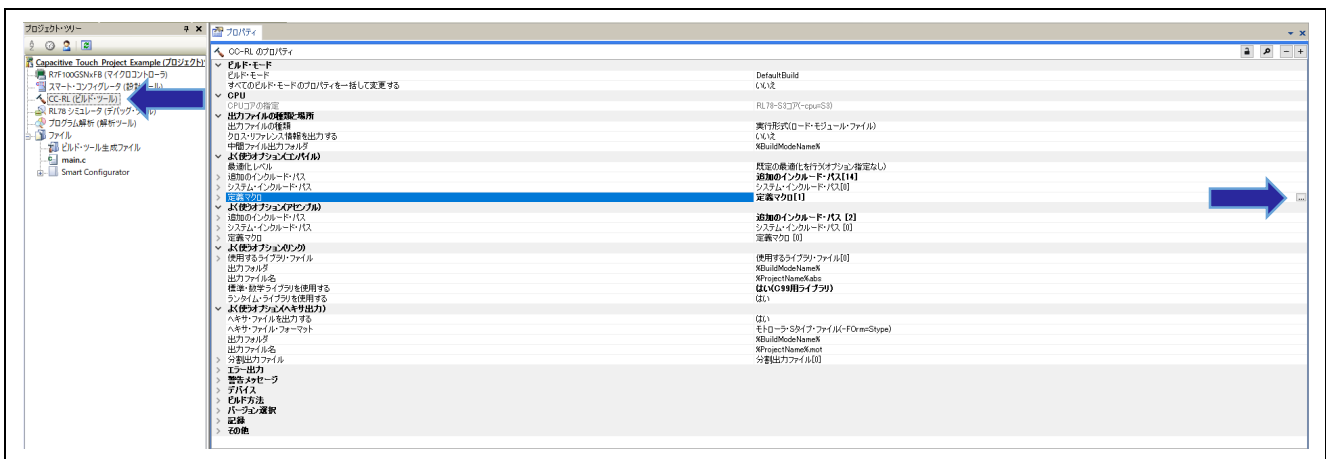 プロジェクト・ツリー
プロパティ
CC-RL のプロパティ
Capacitive_Touch_Project_Example (プロジェクト)
R7F100GSNxFB (マイクロコントローラ)
スマート・コンフィグレータ (設計ツール)
CC-RL (ビルド・ツール)
RL78 シミュレータ (デバッグ・ツール)
プログラム解析 (解析ツール)
ファイル
ビルド・ツール生成ファイル
main.c
Smart Configurator
ビルド・モード
ビルド・モード DefaultBuild
すべてのビルド・モードのプロパティを一括して変更する いいえ
CPU
CPUコアの指定 RL78-S3コア(-cpu=S3)
出力ファイルの種類と場所
出力ファイルの種類 実行形式(ロード・モジュール・ファイル)
クロス・リファレンス情報を出力する いいえ
中間ファイル出力フォルダ %BuildModeName%
よく使うオプション(コンパイル)
最適化レベル 既定の最適化を行う(オプション指定なし)
追加のインクルード・パス 追加のインクルード・パス[14]
システム・インクルード・パス システム・インクルード・パス[0]
定義マクロ 定義マクロ[1] ...
よく使うオプション(アセンブル)
追加のインクルード・パス 追加のインクルード・パス [2]
システム・インクルード・パス システム・インクルード・パス [0]
定義マクロ 定義マクロ [0]
よく使うオプション(リンク)
使用するライブラリ・ファイル 使用するライブラリ・ファイル[0]
出力フォルダ %BuildModeName%
出力ファイル名 %ProjectName%.abs
標準・数学ライブラリを使用する はい(C99用ライブラリ)
ランタイム・ライブラリを使用する はい
よく使うオプション(ヘキサ出力)
ヘキサ・ファイルを出力する はい
ヘキサ・ファイル・フォーマット モトローラ・Sタイプ・ファイル(-FOrm=Stype)
出力フォルダ %BuildModeName%
出力ファイル名 %ProjectName%.mot
分割出力ファイル 分割出力ファイル[0]
エラー出力
警告メッセージ
デバイス
ビルド方法
バージョン選択
記録
その他